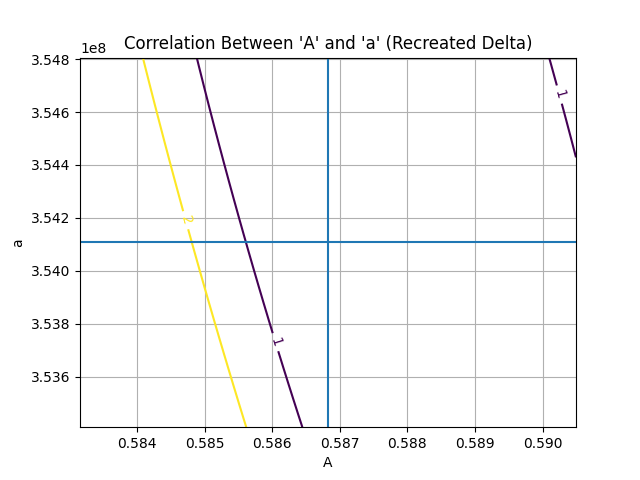 Correlation Between 'A' and 'a' (Recreated Delta)
1e8
3.548
3.546
3.544
3.542
3.540
3.538
3.536
a
1
2
1
0.584 0.585 0.586 0.587 0.588 0.589 0.590
A